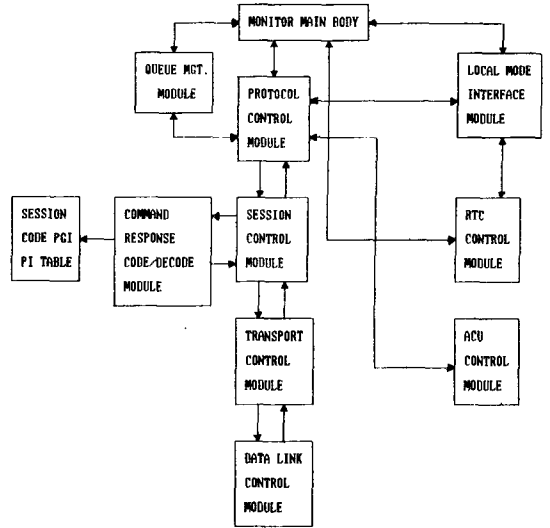 MONITOR MAIN BODY
QUEUE MGT.
MODULE
PROTOCOL
CONTROL
MODULE
LOCAL MODE
INTERFACE
MODULE
SESSION
CODE PGI
PI TABLE
COMMAND
RESPONSE
CODE/DECODE
MODULE
SESSION
CONTROL
MODULE
RTC
CONTROL
MODULE
TRANSPORT
CONTROL
MODULE
ACU
CONTROL
MODULE
DATA LINK
CONTROL
MODULE